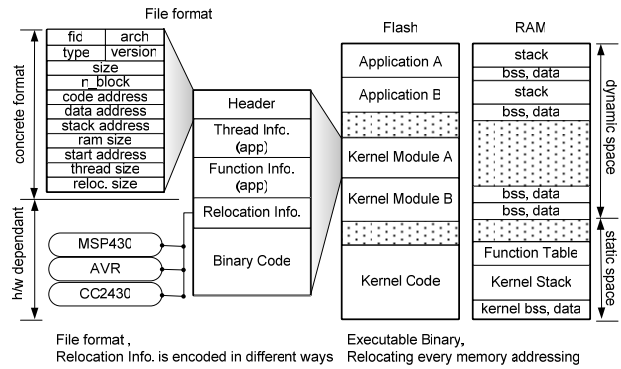 File format
fid arch
type version
size
n_block
code address
data address
stack address
ram size
start address
thread size
reloc. size
concrete format
h/w dependant
MSP430
AVR
CC2430
Header
Thread Info.
(app)
Function Info.
(app)
Relocation Info.
Binary Code
Flash
Application A
Application B
Kernel Module A
Kernel Module B
Kernel Code
RAM
stack
bss, data
stack
bss, data
bss, data
bss, data
Function Table
Kernel Stack
kernel bss, data
dynamic space
static space
File format ,
Relocation Info. is encoded in different ways
Executable Binary,
Relocating every memory addressing